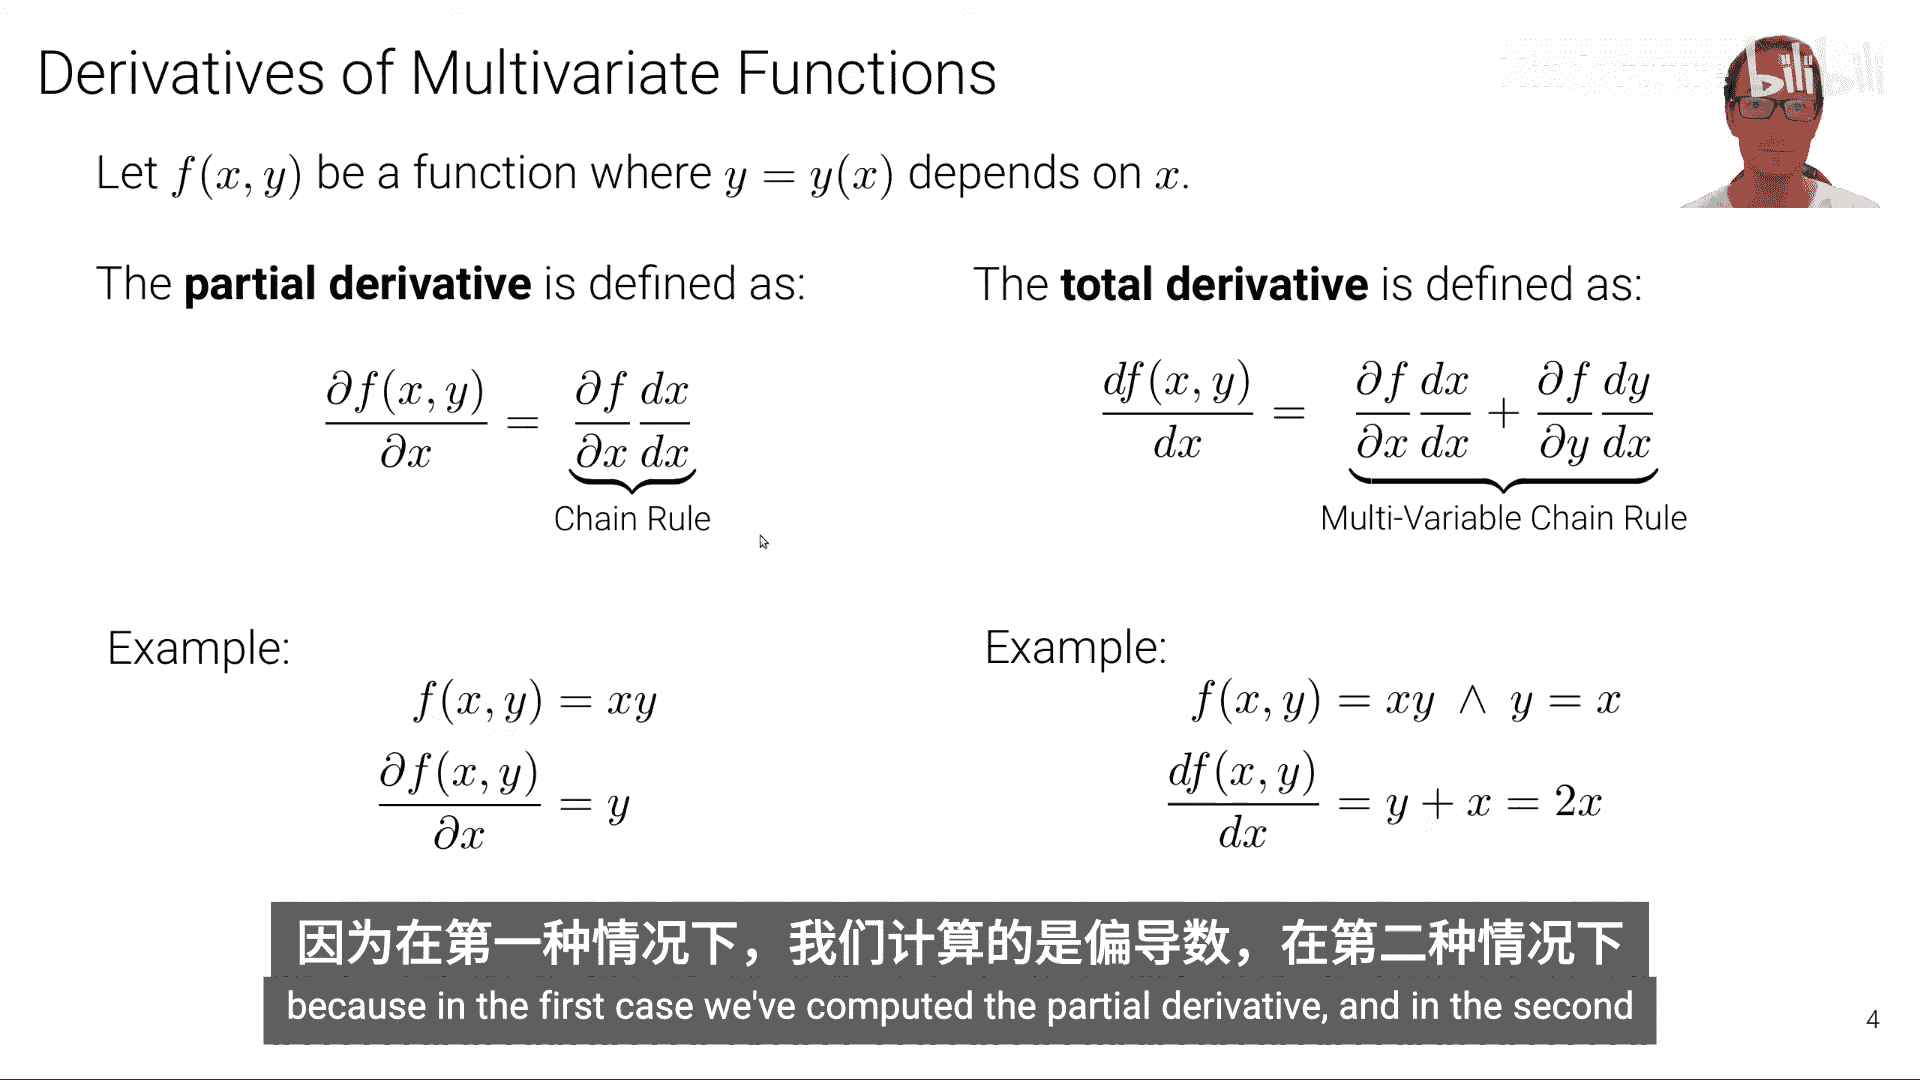 Derivatives of Multivariate Functions
bilibili
Let f(x, y) be a function where y = y(x) depends on x.
The partial derivative is defined as:
∂f(x, y)/∂x = ∂f/∂x dx/dx
Chain Rule
Example:
f(x, y) = xy
∂f(x, y)/∂x = y
The total derivative is defined as:
df(x, y)/dx = ∂f/∂x dx/dx + ∂f/∂y dy/dx
Multi-Variable Chain Rule
Example:
f(x, y) = xy ∧ y = x
df(x, y)/dx = y + x = 2x
因为在第一种情况下，我们计算的是偏导数，在第二种情况下
because in the first case we've computed the partial derivative, and in the second
4